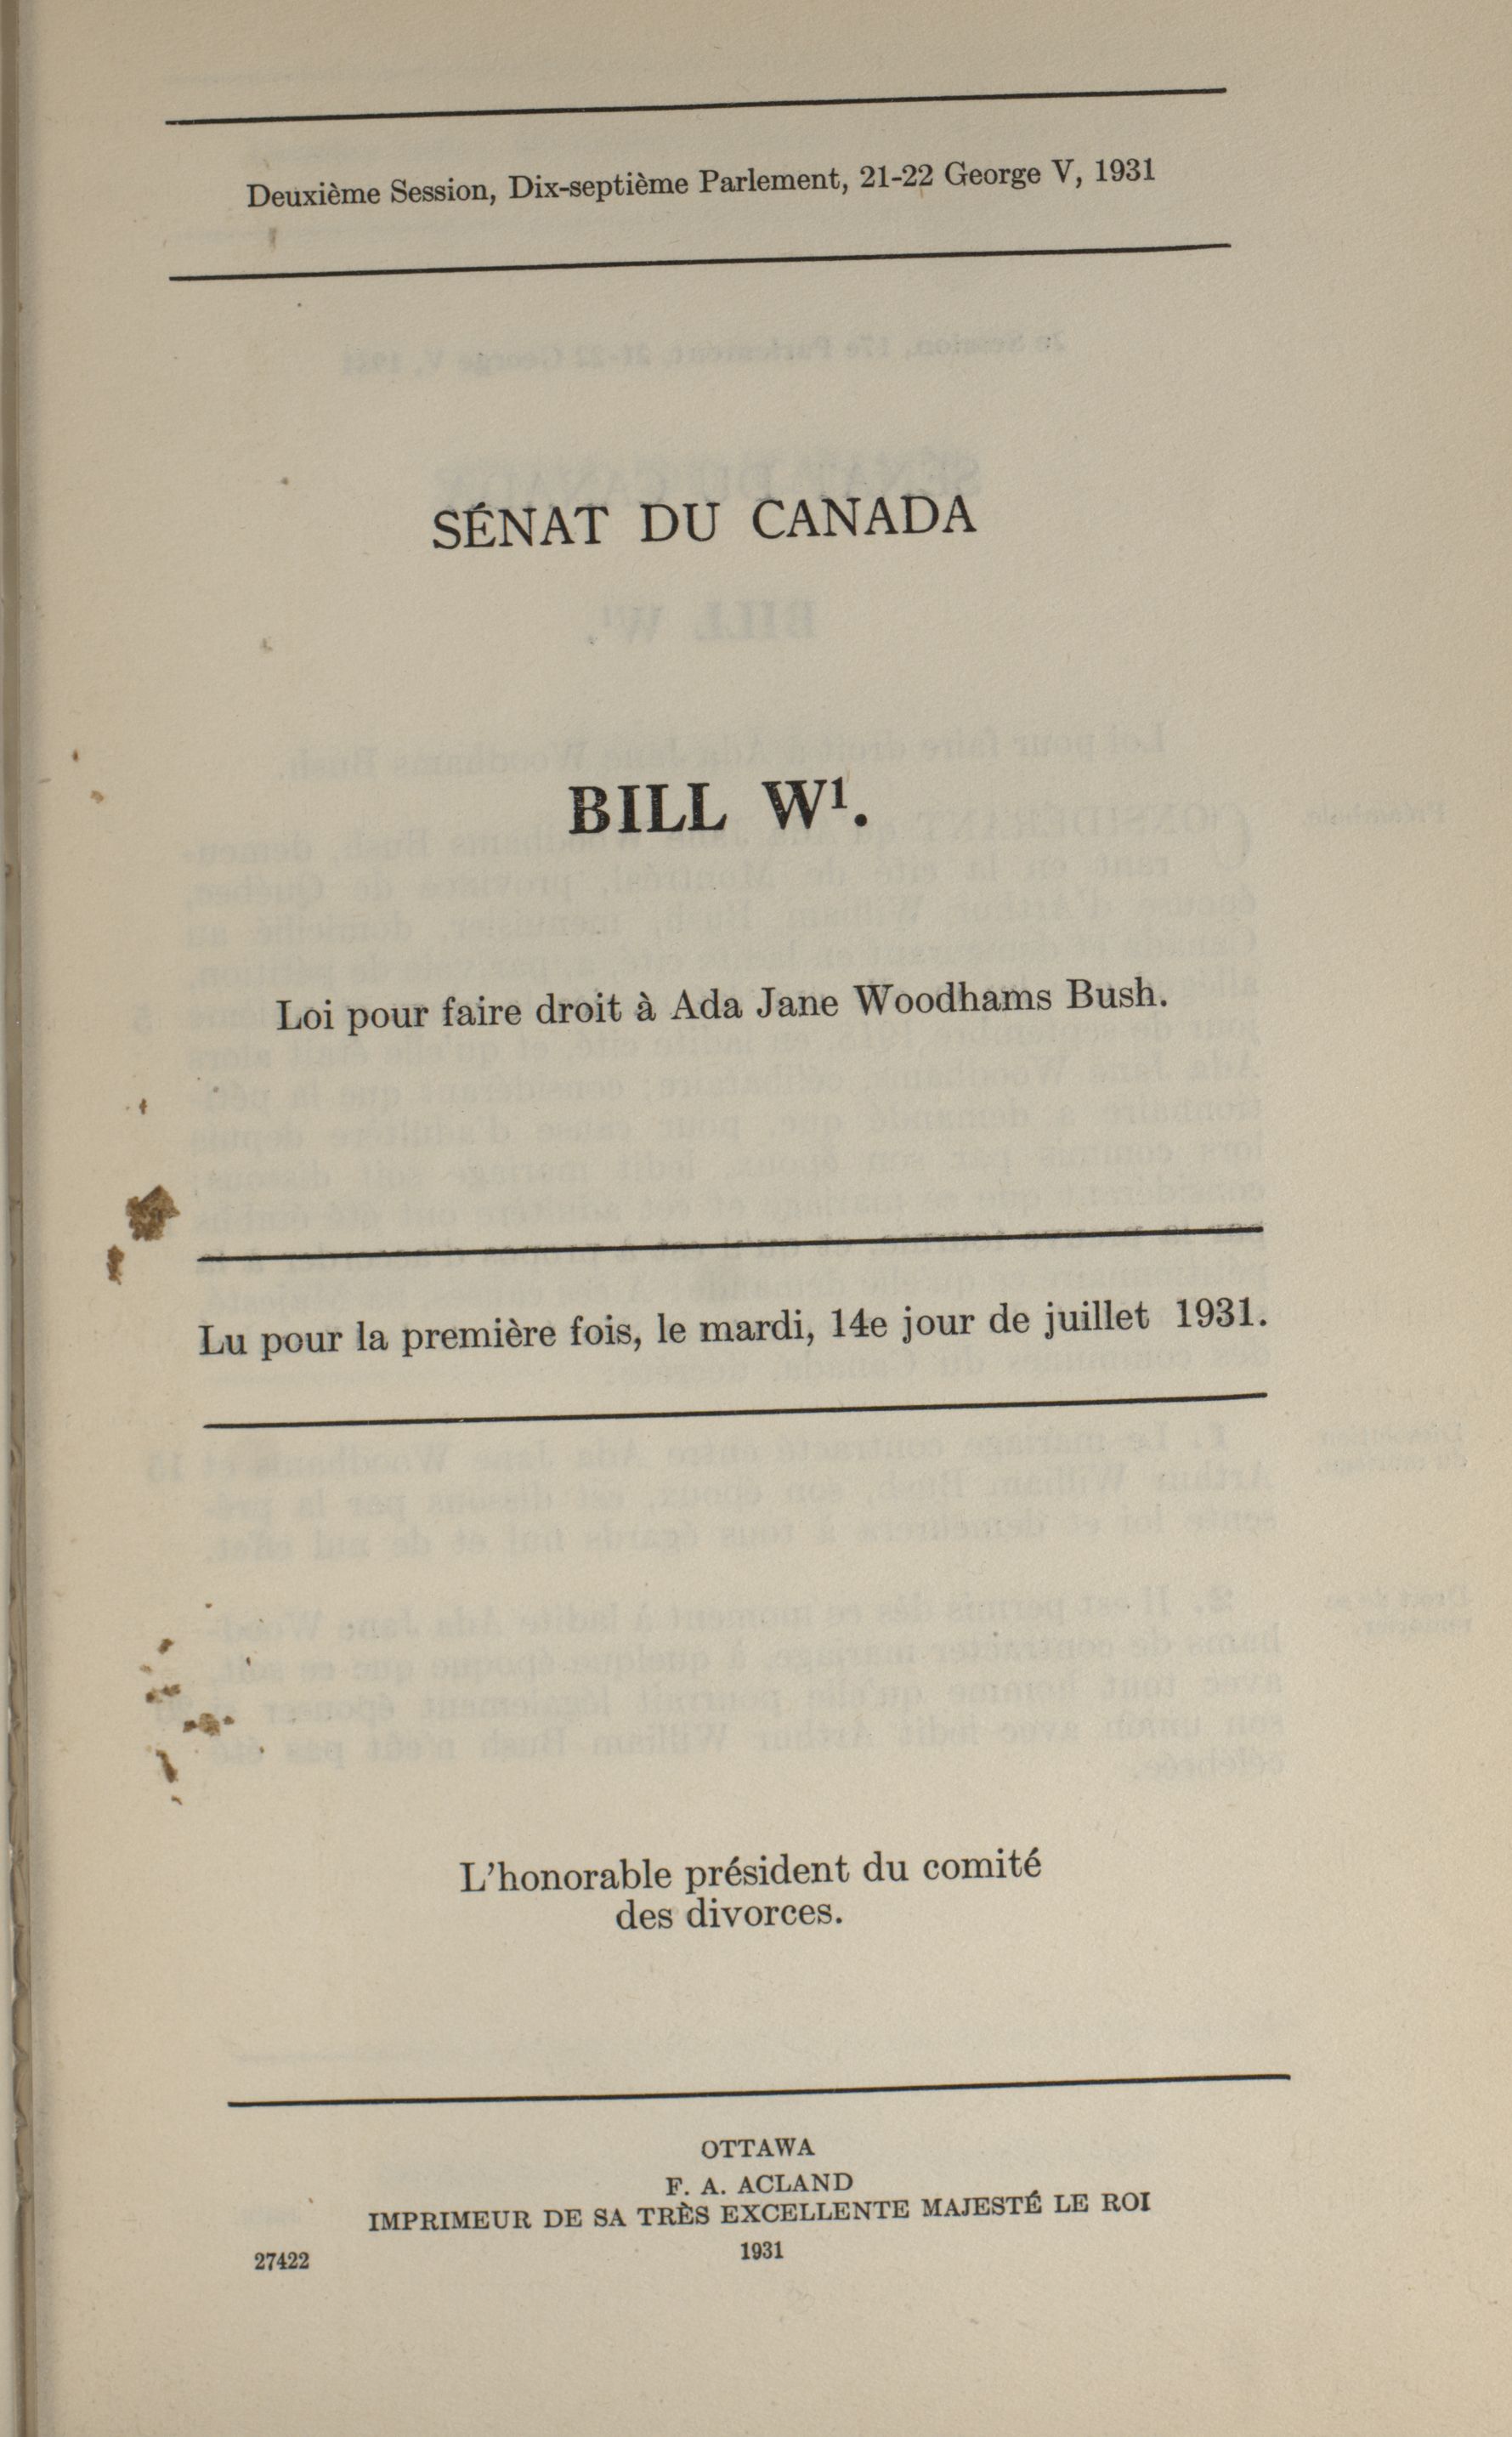 Deuxième Session, Dix-septième Parlement, 21-22 George V, 1931
SÉNAT DU CANADA
BILL W¹.
Loi pour faire droit à Ada Jane Woodhams Bush.
Lu pour la première fois, le mardi, 14e jour de juillet 1931.
L'honorable président du comité
des divorces.
OTTAWA
F. A. ACLAND
IMPRIMEUR DE SA TRÈS EXCELLENTE MAJESTÉ LE ROI
27422
1931